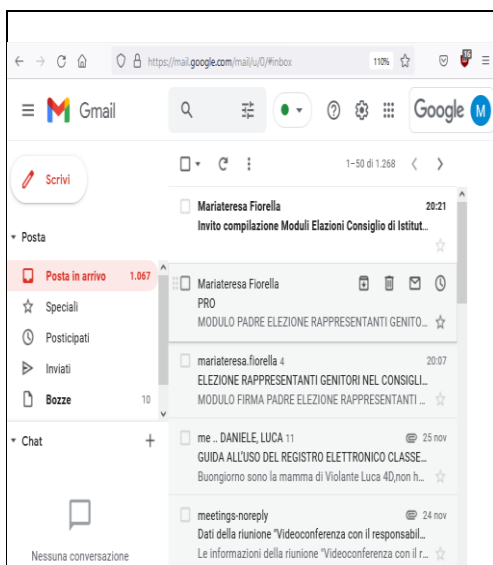 https://mail.google.com/mail/u/0/#inbox
110%
16
Gmail
Google
M
Scrivi
1–50 di 1.268
Posta
Posta in arrivo 1.067
Speciali
Posticipati
Inviati
Bozze 10
Chat
Nessuna conversazione
Mariateresa Fiorella 20:21
Invito compilazione Moduli Elazioni Consiglio di Istitut...
Mariateresa Fiorella
PRO
MODULO PADRE ELEZIONE RAPPRESENTANTI GENITO...
mariateresa.fiorella 4 20:07
ELEZIONE RAPPRESENTANTI GENITORI NEL CONSIGLI...
MODULO FIRMA PADRE ELEZIONE RAPPRESENTANTI ...
me .. DANIELE, LUCA 11 25 nov
GUIDA ALL'USO DEL REGISTRO ELETTRONICO CLASSE...
Buongiorno sono la mamma di Violante Luca 4D,non h...
meetings-noreply 24 nov
Dati della riunione "Videoconferenza con il responsabil...
Le informazioni della riunione "Videoconferenza con il r...